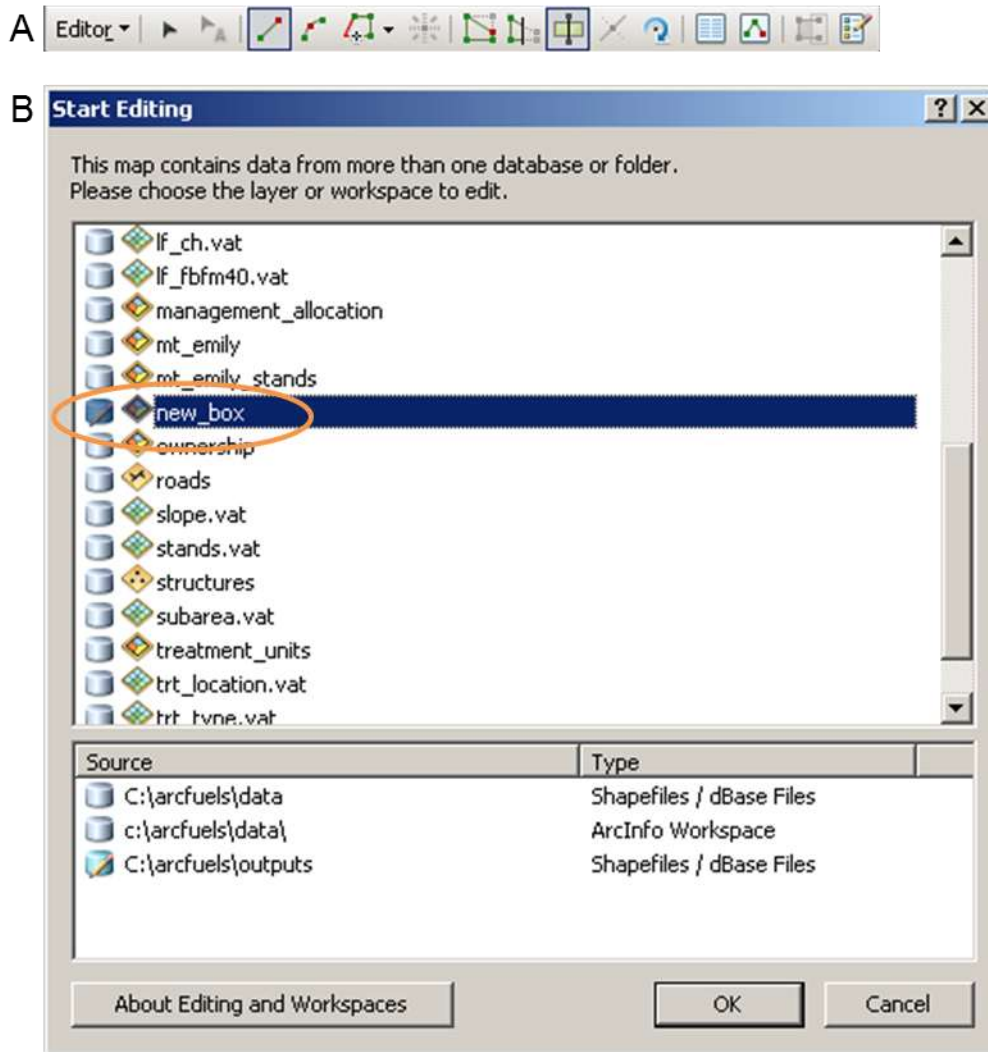 A Editor
B Start Editing
This map contains data from more than one database or folder.
Please choose the layer or workspace to edit.
lf_ch.vat
lf_fbfm40.vat
management_allocation
mt_emily
mt_emily_stands
new_box
ownership
roads
slope.vat
stands.vat
structures
subarea.vat
treatment_units
trt_location.vat
trt_type.vat
Source Type
C:\arcfuels\data Shapefiles / dBase Files
c:\arcfuels\data\ ArcInfo Workspace
C:\arcfuels\outputs Shapefiles / dBase Files
About Editing and Workspaces OK Cancel